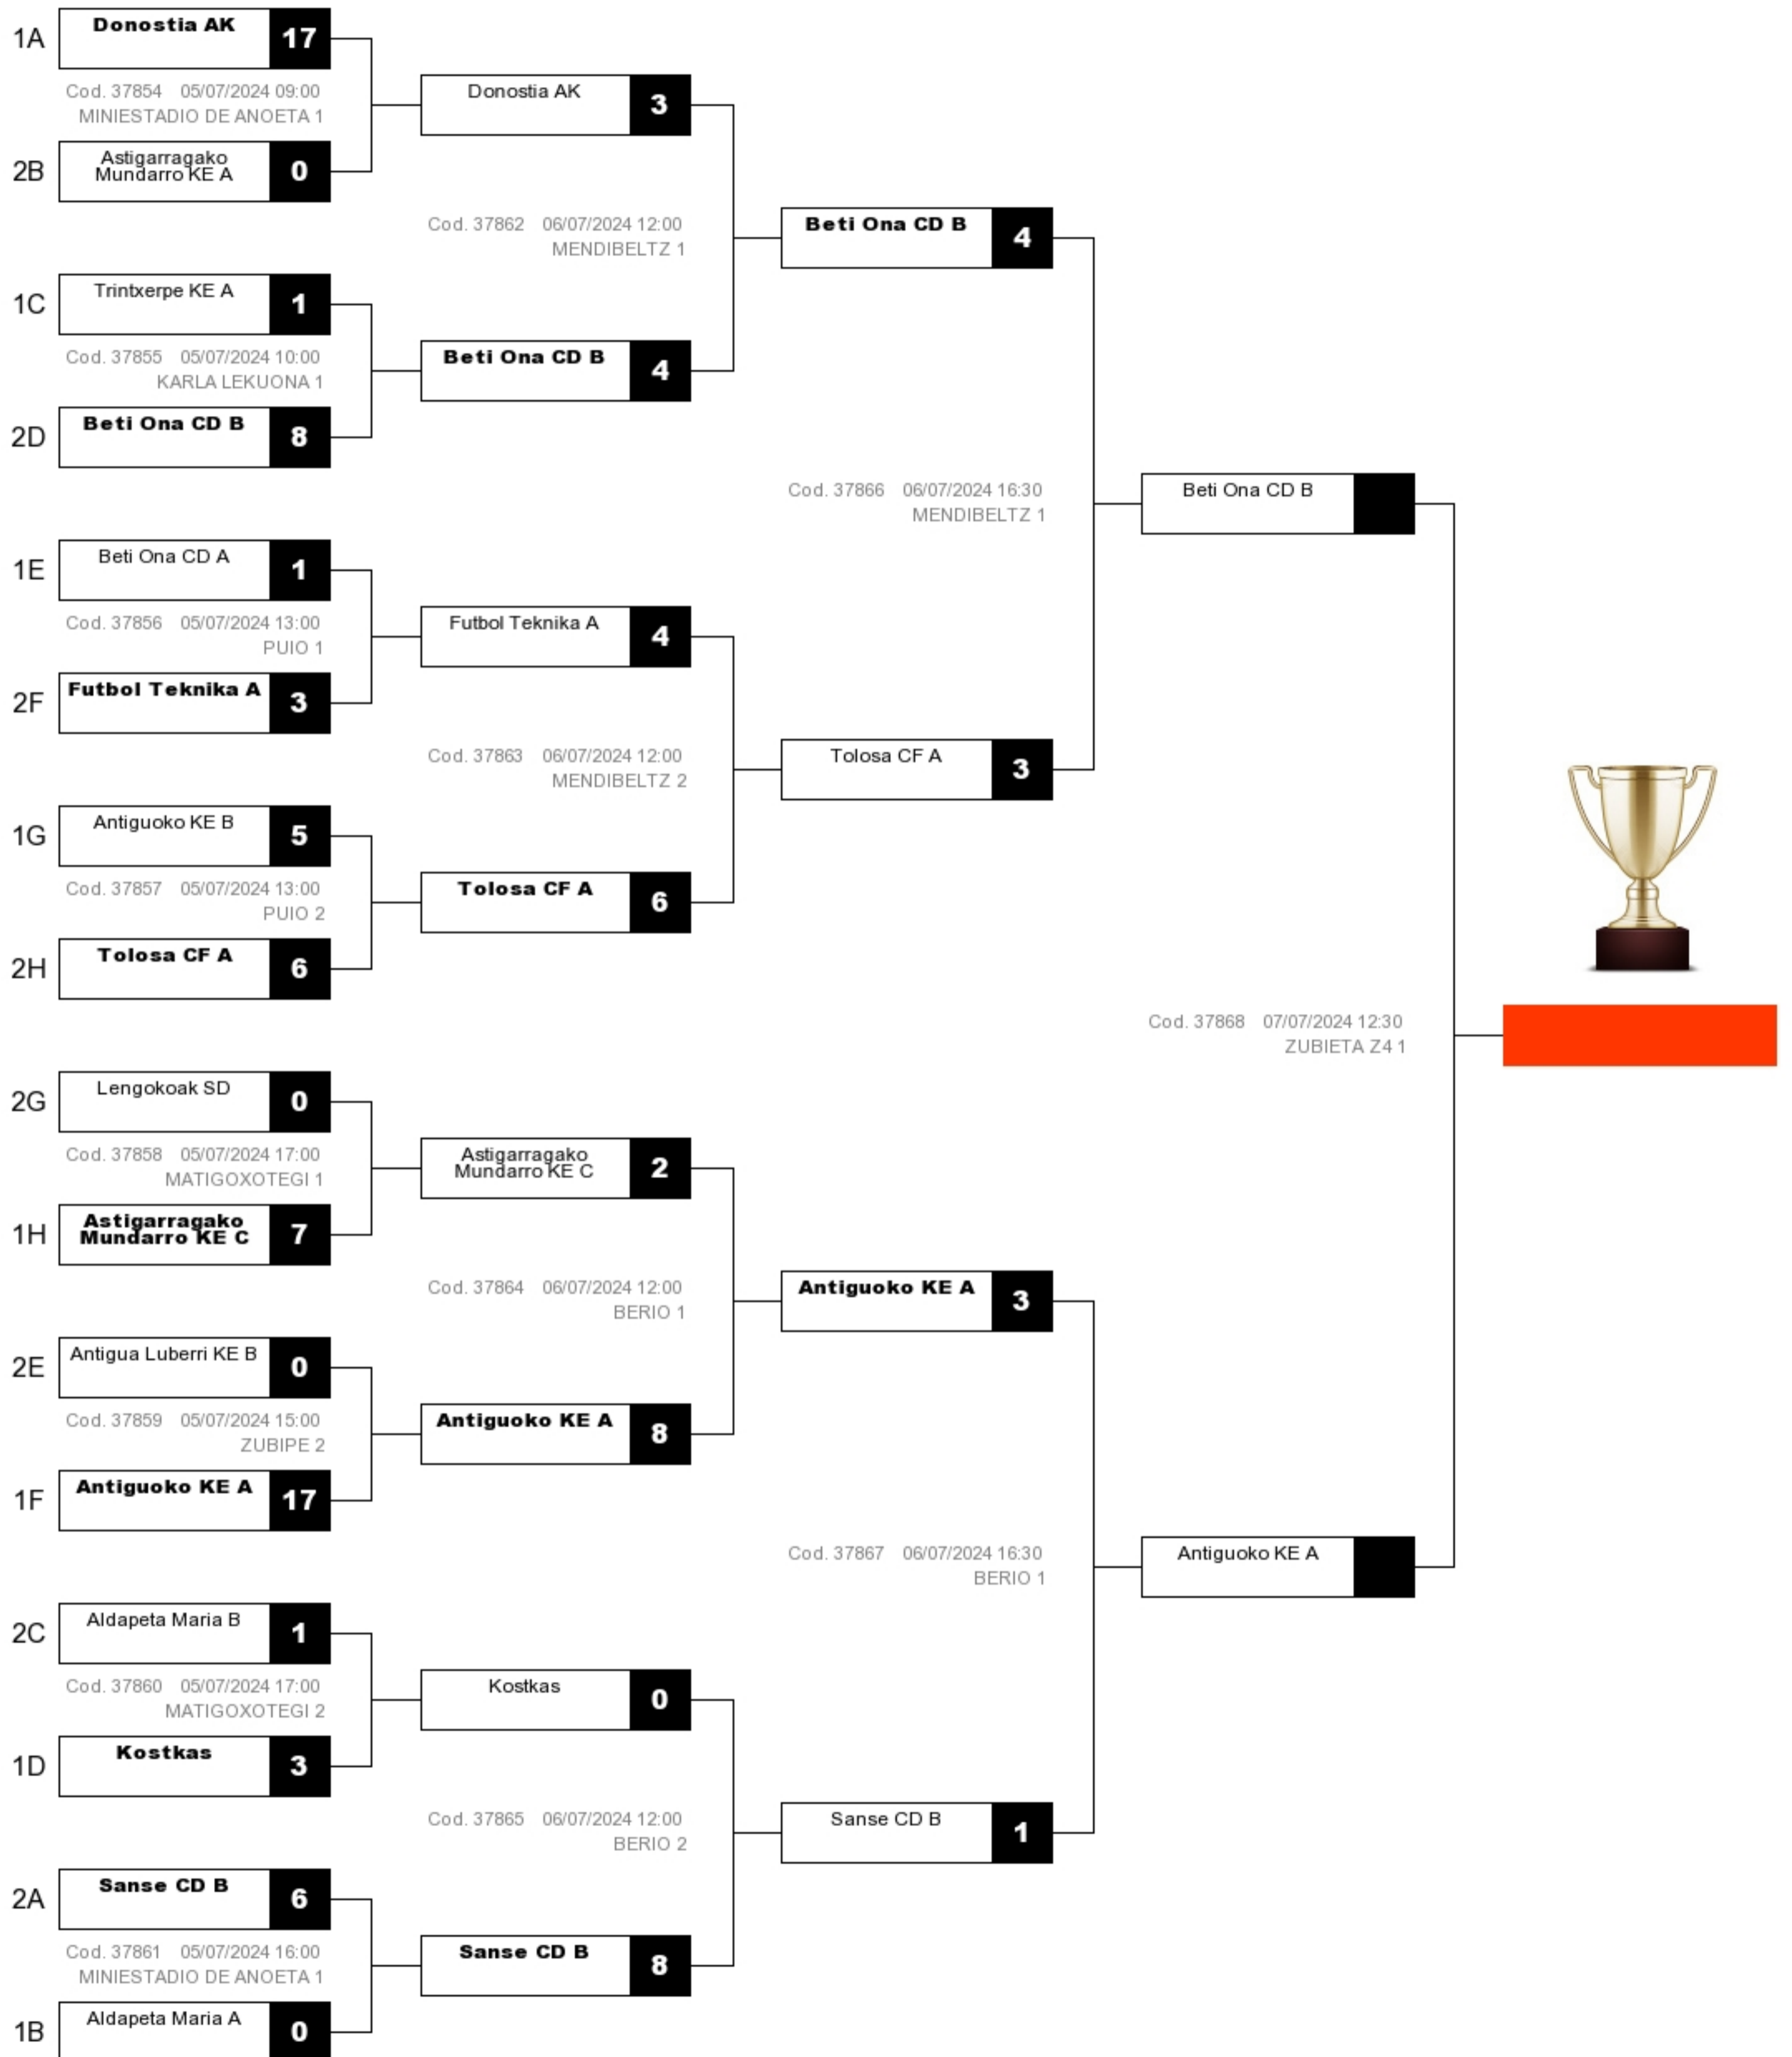 1A
Donostia AK
17
Cod. 37854 05/07/2024 09:00
MINIESTADIO DE ANOETA 1
2B
Astigarragako
Mundarro KE A
0
1C
Trintxerpe KE A
1
Cod. 37855 05/07/2024 10:00
KARLA LEKUONA 1
2D
Beti Ona CD B
8
1E
Beti Ona CD A
1
Cod. 37856 05/07/2024 13:00
PUIO 1
2F
Futbol Teknika A
3
1G
Antiguoko KE B
5
Cod. 37857 05/07/2024 13:00
PUIO 2
2H
Tolosa CF A
6
2G
Lengokoak SD
0
Cod. 37858 05/07/2024 17:00
MATIGOXOTEGI 1
1H
Astigarragako
Mundarro KE C
7
2E
Antigua Luberri KE B
0
Cod. 37859 05/07/2024 15:00
ZUBIPE 2
1F
Antiguoko KE A
17
2C
Aldapeta Maria B
1
Cod. 37860 05/07/2024 17:00
MATIGOXOTEGI 2
1D
Kostkas
3
2A
Sanse CD B
6
Cod. 37861 05/07/2024 16:00
MINIESTADIO DE ANOETA 1
1B
Aldapeta Maria A
0
Donostia AK
3
Cod. 37862 06/07/2024 12:00
MENDIBELTZ 1
Beti Ona CD B
4
Futbol Teknika A
4
Cod. 37863 06/07/2024 12:00
MENDIBELTZ 2
Tolosa CF A
6
Astigarragako
Mundarro KE C
2
Cod. 37864 06/07/2024 12:00
BERIO 1
Antiguoko KE A
8
Kostkas
0
Cod. 37865 06/07/2024 12:00
BERIO 2
Sanse CD B
8
Beti Ona CD B
4
Cod. 37866 06/07/2024 16:30
MENDIBELTZ 1
Tolosa CF A
3
Antiguoko KE A
3
Cod. 37867 06/07/2024 16:30
BERIO 1
Sanse CD B
1
Beti Ona CD B
Cod. 37868 07/07/2024 12:30
ZUBIETA Z4 1
Antiguoko KE A